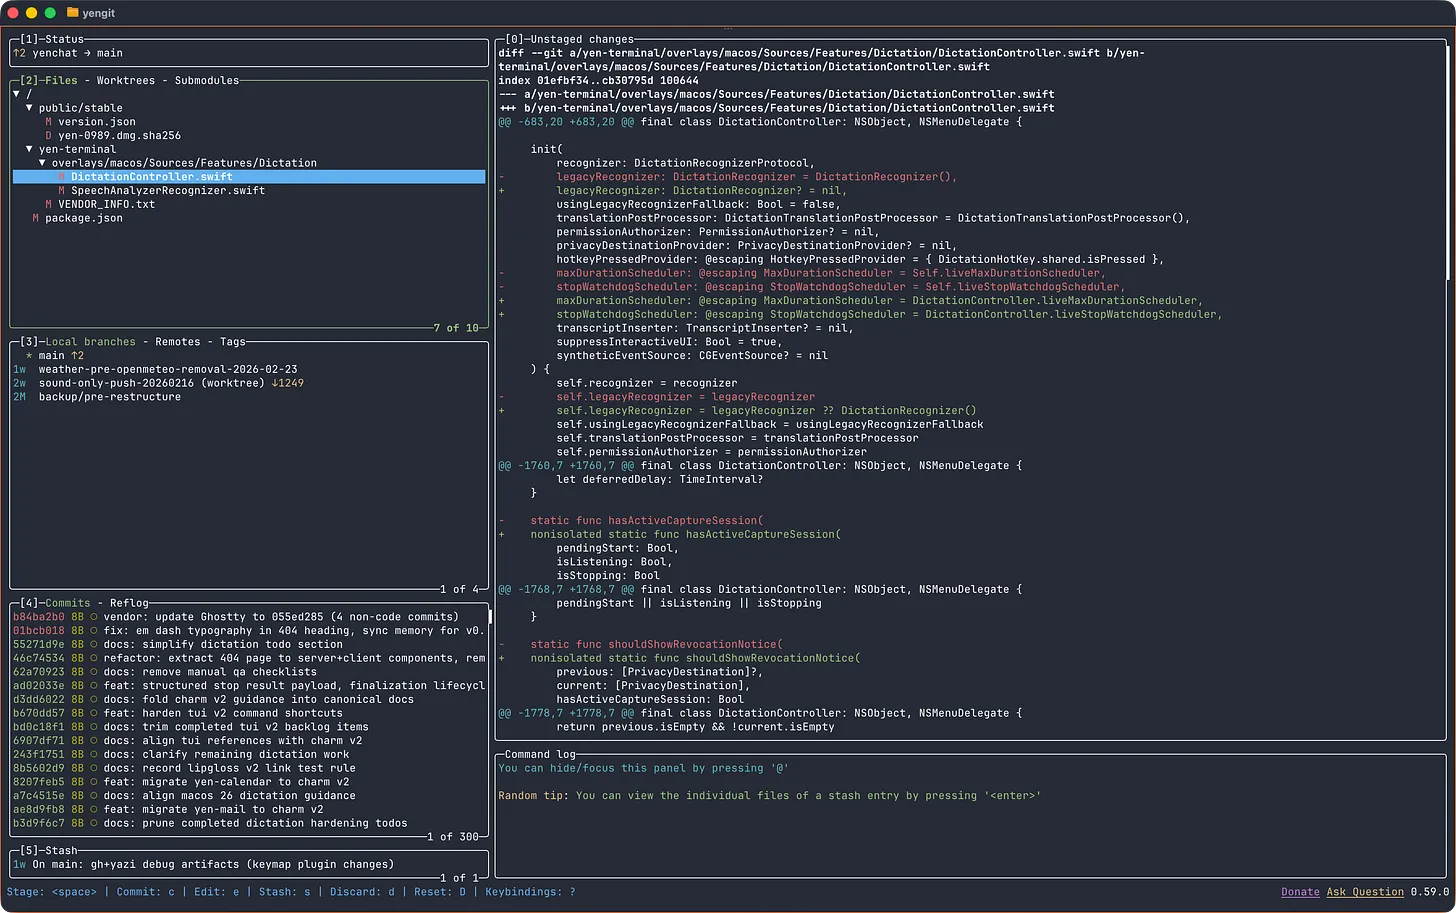 yengit
[1]─Status
↑2 yenchat → main
[2]─Files - Worktrees - Submodules
▼ /
▼ public/stable
M version.json
D yen-0989.dmg.sha256
▼ yen-terminal
▼ overlays/macos/Sources/Features/Dictation
M DictationController.swift
M SpeechAnalyzerRecognizer.swift
M VENDOR_INFO.txt
M package.json
7 of 10
[3]─Local branches - Remotes - Tags
* main ↑2
1w weather-pre-openmeteo-removal-2026-02-23
2w sound-only-push-20260216 (worktree) ↓1249
2M backup/pre-restructure
1 of 4
[4]─Commits - Reflog
b84ba2b0 8B ○ vendor: update Ghostty to 055ed285 (4 non-code commits)
01bcb018 8B ○ fix: em dash typography in 404 heading, sync memory for v0.
55271d9e 8B ○ docs: simplify dictation todo section
46c74534 8B ○ refactor: extract 404 page to server+client components, rem
62a70923 8B ○ docs: remove manual qa checklists
ad02033e 8B ○ feat: structured stop result payload, finalization lifecycl
d3dd6022 8B ○ docs: fold charm v2 guidance into canonical docs
b670dd57 8B ○ feat: harden tui v2 command shortcuts
bd0c18f1 8B ○ docs: trim completed tui v2 backlog items
6907df71 8B ○ docs: align tui references with charm v2
243f1751 8B ○ docs: clarify remaining dictation work
8b5602d9 8B ○ docs: record lipgloss v2 link test rule
8207feb5 8B ○ feat: migrate yen-calendar to charm v2
a7c4515e 8B ○ docs: align macos 26 dictation guidance
ae8d9fb8 8B ○ feat: migrate yen-mail to charm v2
b3d9f6c7 8B ○ docs: prune completed dictation hardening todos
1 of 300
[5]─Stash
1w On main: gh+yazi debug artifacts (keymap plugin changes)
1 of 1
[0]─Unstaged changes
diff --git a/yen-terminal/overlays/macos/Sources/Features/Dictation/DictationController.swift b/yen-
terminal/overlays/macos/Sources/Features/Dictation/DictationController.swift
index 01efbf34..cb30795d 100644
--- a/yen-terminal/overlays/macos/Sources/Features/Dictation/DictationController.swift
+++ b/yen-terminal/overlays/macos/Sources/Features/Dictation/DictationController.swift
@@ -683,20 +683,20 @@ final class DictationController: NSObject, NSMenuDelegate {
init(
recognizer: DictationRecognizerProtocol,
- legacyRecognizer: DictationRecognizer = DictationRecognizer(),
+ legacyRecognizer: DictationRecognizer? = nil,
usingLegacyRecognizerFallback: Bool = false,
translationPostProcessor: DictationTranslationPostProcessor = DictationTranslationPostProcessor(),
permissionAuthorizer: PermissionAuthorizer? = nil,
privacyDestinationProvider: PrivacyDestinationProvider? = nil,
hotkeyPressedProvider: @escaping HotkeyPressedProvider = { DictationHotKey.shared.isPressed },
- maxDurationScheduler: @escaping MaxDurationScheduler = Self.liveMaxDurationScheduler,
- stopWatchdogScheduler: @escaping StopWatchdogScheduler = Self.liveStopWatchdogScheduler,
+ maxDurationScheduler: @escaping MaxDurationScheduler = DictationController.liveMaxDurationScheduler,
+ stopWatchdogScheduler: @escaping StopWatchdogScheduler = DictationController.liveStopWatchdogScheduler,
transcriptInserter: TranscriptInserter? = nil,
suppressInteractiveUI: Bool = true,
syntheticEventSource: CGEventSource? = nil
) {
self.recognizer = recognizer
- self.legacyRecognizer = legacyRecognizer
+ self.legacyRecognizer = legacyRecognizer ?? DictationRecognizer()
self.usingLegacyRecognizerFallback = usingLegacyRecognizerFallback
self.translationPostProcessor = translationPostProcessor
self.permissionAuthorizer = permissionAuthorizer
@@ -1760,7 +1760,7 @@ final class DictationController: NSObject, NSMenuDelegate {
let deferredDelay: TimeInterval?
}
- static func hasActiveCaptureSession(
+ nonisolated static func hasActiveCaptureSession(
pendingStart: Bool,
isListening: Bool,
isStopping: Bool
@@ -1768,7 +1768,7 @@ final class DictationController: NSObject, NSMenuDelegate {
pendingStart || isListening || isStopping
}
- static func shouldShowRevocationNotice(
+ nonisolated static func shouldShowRevocationNotice(
previous: [PrivacyDestination]?,
current: [PrivacyDestination],
hasActiveCaptureSession: Bool
@@ -1778,7 +1778,7 @@ final class DictationController: NSObject, NSMenuDelegate {
return previous.isEmpty && !current.isEmpty
Command log
You can hide/focus this panel by pressing '@'
Random tip: You can view the individual files of a stash entry by pressing '<enter>'
Stage: <space> | Commit: c | Edit: e | Stash: s | Discard: d | Reset: D | Keybindings: ?
Donate Ask Question 0.59.0